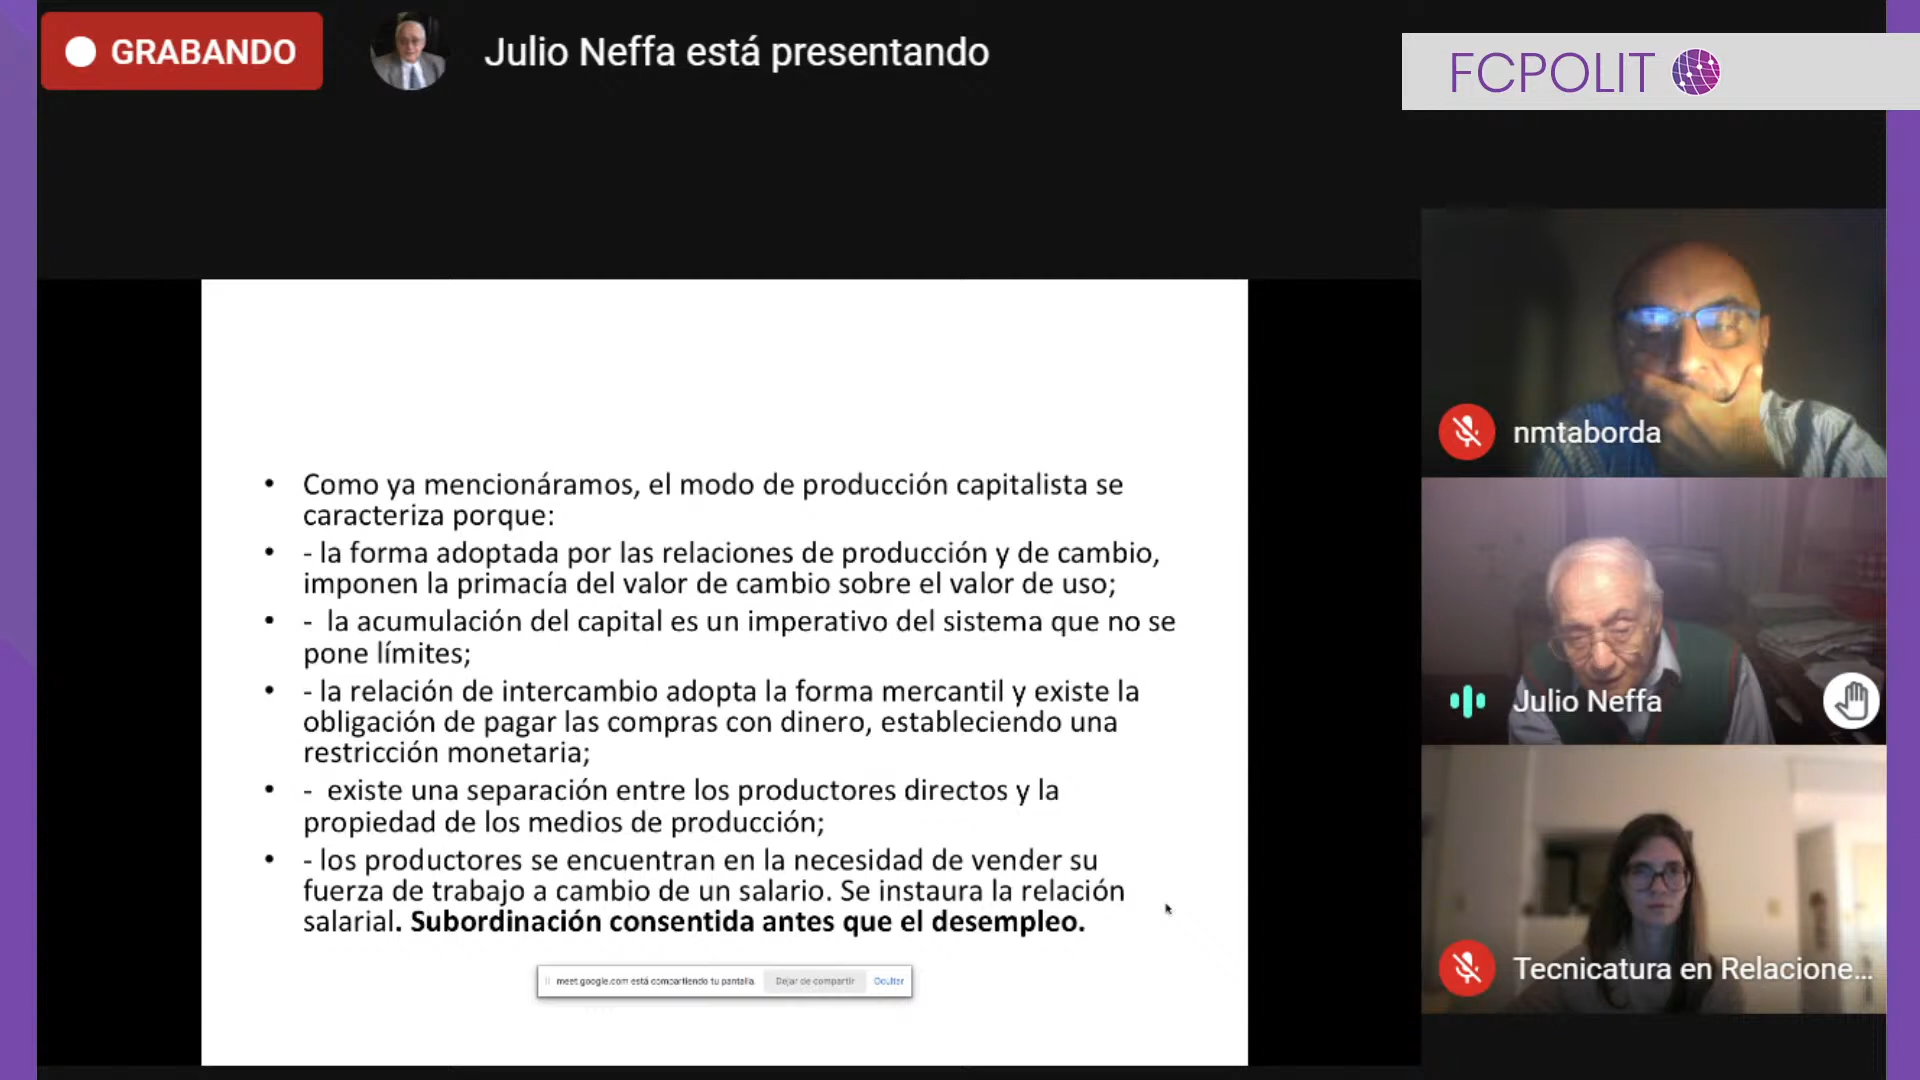 GRABANDO
Julio Neffa está presentando
FCPOLIT
• Como ya mencionáramos, el modo de producción capitalista se
caracteriza porque:
• - la forma adoptada por las relaciones de producción y de cambio,
imponen la primacía del valor de cambio sobre el valor de uso;
• - la acumulación del capital es un imperativo del sistema que no se
pone límites;
• - la relación de intercambio adopta la forma mercantil y existe la
obligación de pagar las compras con dinero, estableciendo una
restricción monetaria;
• - existe una separación entre los productores directos y la
propiedad de los medios de producción;
• - los productores se encuentran en la necesidad de vender su
fuerza de trabajo a cambio de un salario. Se instaura la relación
salarial. Subordinación consentida antes que el desempleo.
meet.google.com está compartiendo tu pantalla. Dejar de compartir Ocultar
nmtaborda
Julio Neffa
Tecnicatura en Relacione...